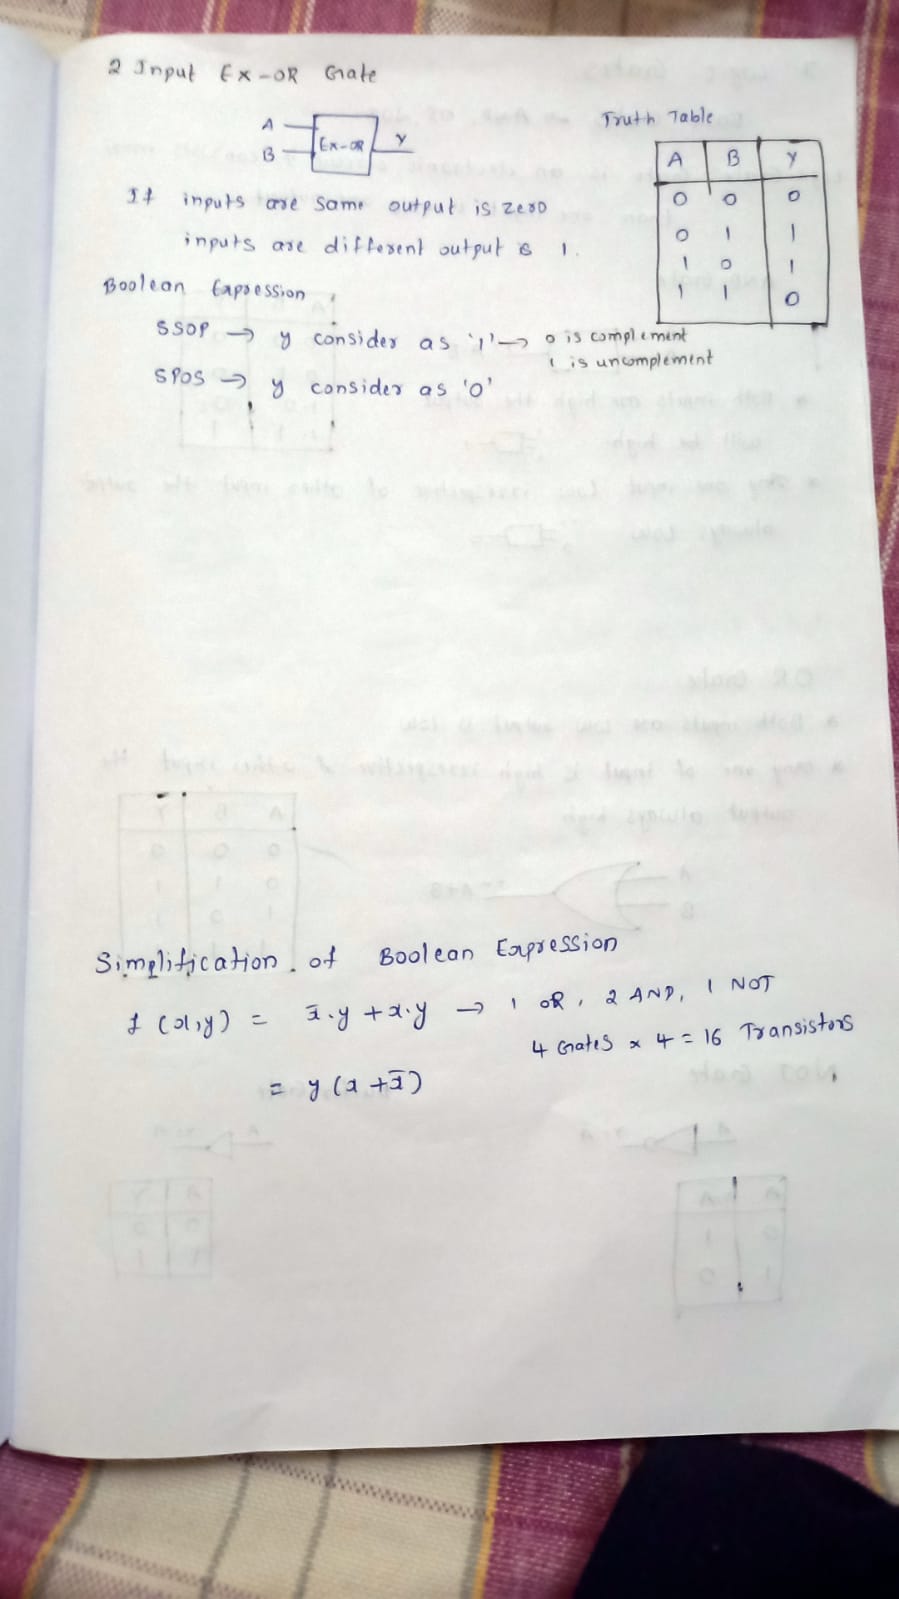 2 Input Ex-OR Gate
A
B
Ex-OR
Y
Truth Table
A B Y
0 0 0
0 1 1
1 0 1
1 1 0
If inputs are same output is zero
inputs are different output is 1.
Boolean Expression
SSOP → y consider as '1' → 0 is complement
1 is uncomplement
SPOS → y consider as '0'
Simplification of Boolean Expression
f(x,y) = x̄.y + x.y → 1 OR, 2 AND, 1 NOT
4 Gates x 4 = 16 Transistors
= y(x+x̄)